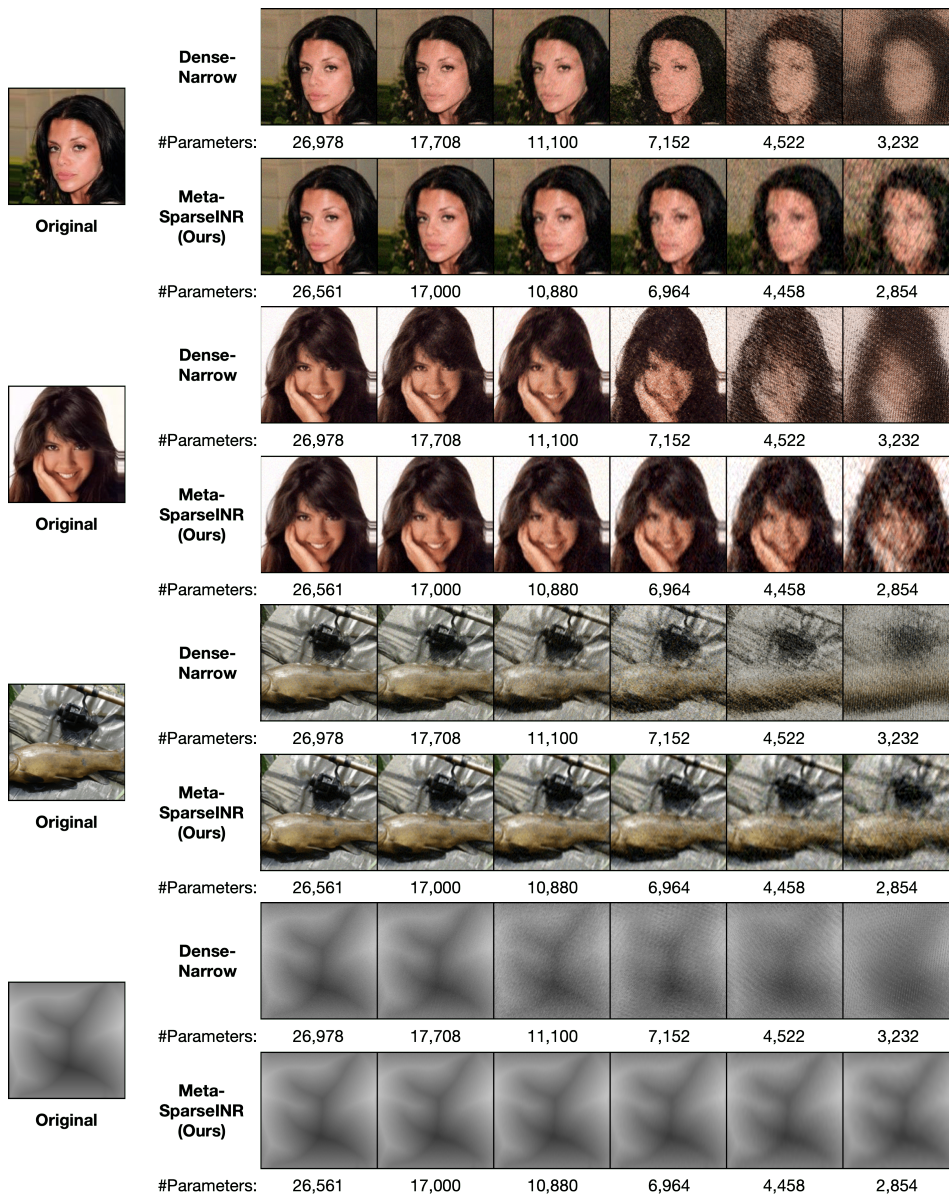 Dense-
Narrow
#Parameters: 26,978 17,708 11,100 7,152 4,522 3,232
Original
Meta-
SparseINR
(Ours)
#Parameters: 26,561 17,000 10,880 6,964 4,458 2,854
Dense-
Narrow
#Parameters: 26,978 17,708 11,100 7,152 4,522 3,232
Original
Meta-
SparseINR
(Ours)
#Parameters: 26,561 17,000 10,880 6,964 4,458 2,854
Dense-
Narrow
#Parameters: 26,978 17,708 11,100 7,152 4,522 3,232
Original
Meta-
SparseINR
(Ours)
#Parameters: 26,561 17,000 10,880 6,964 4,458 2,854
Dense-
Narrow
#Parameters: 26,978 17,708 11,100 7,152 4,522 3,232
Original
Meta-
SparseINR
(Ours)
#Parameters: 26,561 17,000 10,880 6,964 4,458 2,854